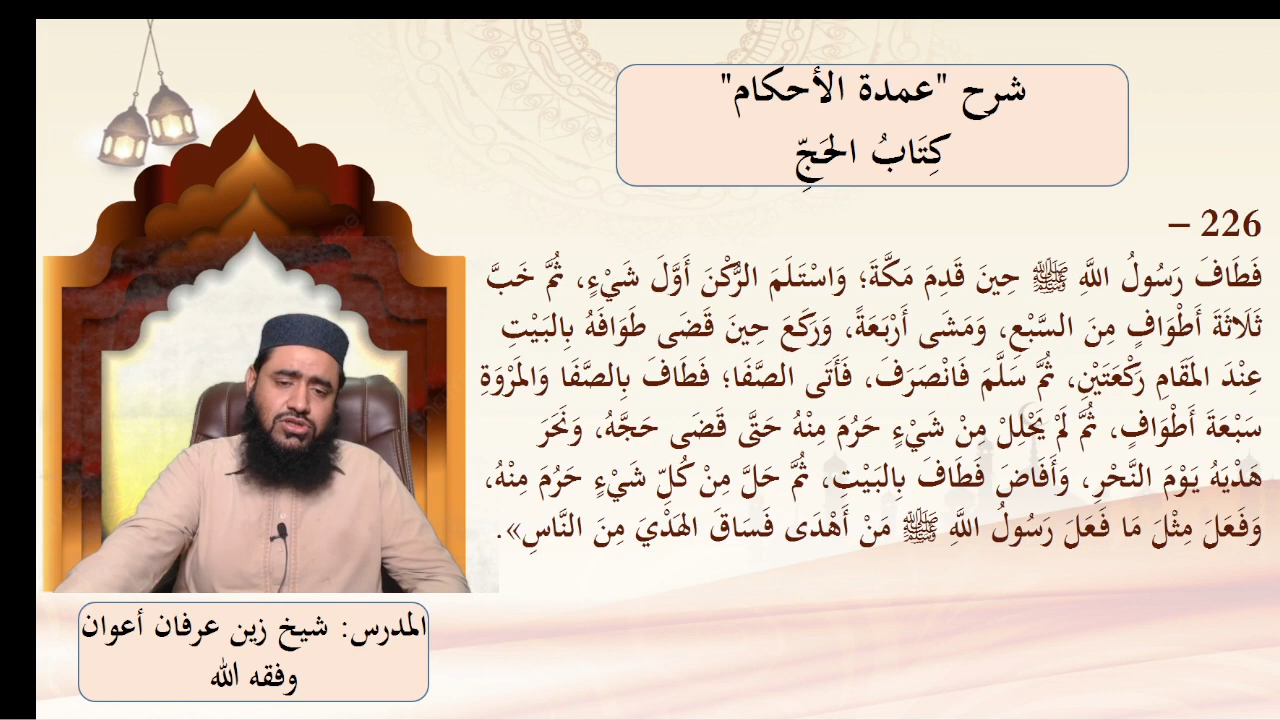 شرح "عمدة الأحكام"
كِتَابُ الحَجِّ
226 –
فَطَافَ رَسُولُ اللَّهِ ﷺ حِينَ قَدِمَ مَكَّةَ؛ وَاسْتَلَمَ الرُّكْنَ أَوَّلَ شَيْءٍ، ثُمَّ خَبَّ
ثَلَاثَةَ أَطْوَافٍ مِنَ السَّبْعِ، وَمَشَى أَرْبَعَةً، وَرَكَعَ حِينَ قَضَى طَوَافَهُ بِالبَيْتِ
عِنْدَ المَقَامِ رَكْعَتَيْنِ، ثُمَّ سَلَّمَ فَانْصَرَفَ، فَأَتَى الصَّفَا؛ فَطَافَ بِالصَّفَا وَالمَرْوَةِ
سَبْعَةَ أَطْوَافٍ، ثُمَّ لَمْ يَحْلِلْ مِنْ شَيْءٍ حَرُمَ مِنْهُ حَتَّى قَضَى حَجَّهُ، وَنَحَرَ
هَدْيَهُ يَوْمَ النَّحْرِ، وَأَفَاضَ فَطَافَ بِالبَيْتِ، ثُمَّ حَلَّ مِنْ كُلِّ شَيْءٍ حَرُمَ مِنْهُ،
وَفَعَلَ مِثْلَ مَا فَعَلَ رَسُولُ اللَّهِ ﷺ مَنْ أَهْدَى فَسَاقَ الهَدْيَ مِنَ النَّاسِ».
المدرس: شيخ زين عرفان أعوان
وفقه الله